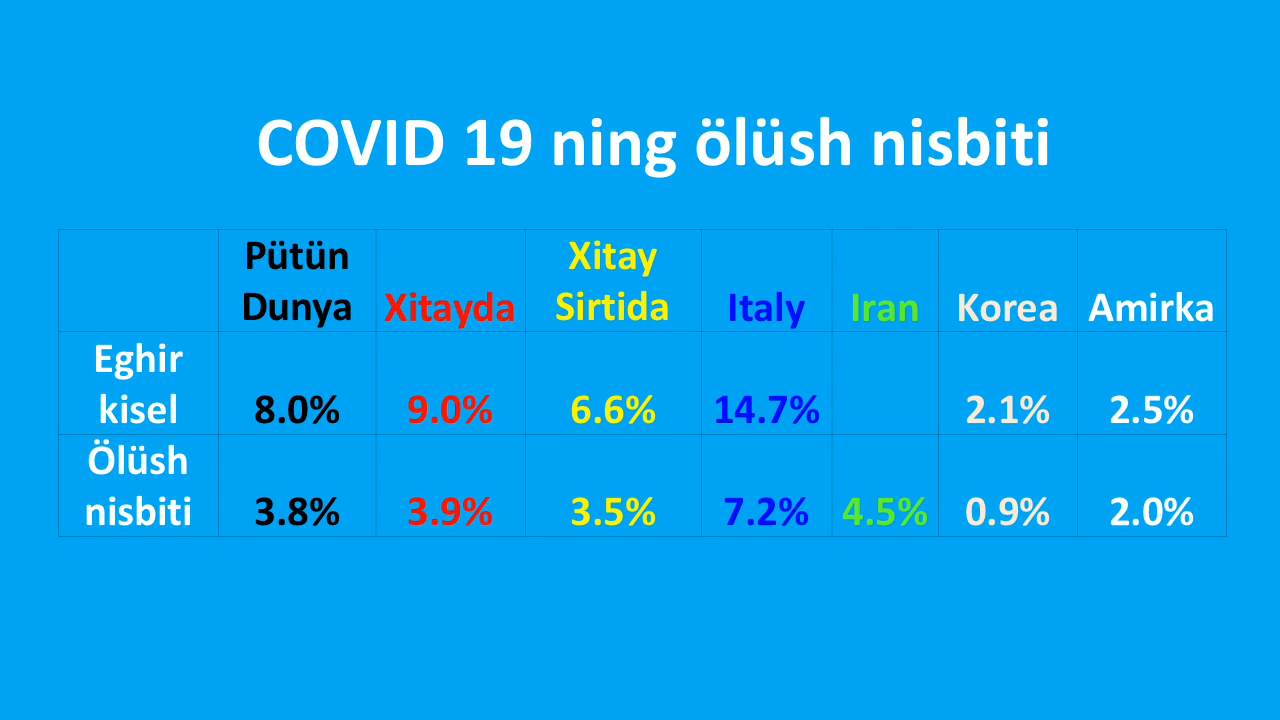 COVID 19 ning ölüsh nisbiti
Pütün Dunya Xitayda Xitay Sirtida Italy Iran Korea Amirka
Eghir kisel 8.0% 9.0% 6.6% 14.7% 2.1% 2.5%
Ölüsh nisbiti 3.8% 3.9% 3.5% 7.2% 4.5% 0.9% 2.0%